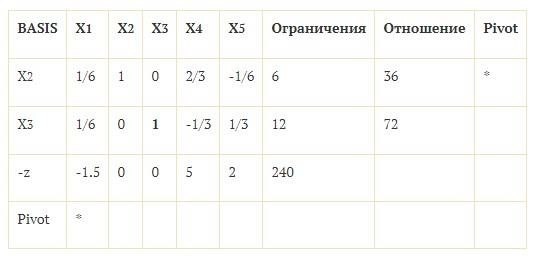 BASIS X1 X2 X3 X4 X5 Ограничения Отношение Pivot
X2 1/6 1 0 2/3 -1/6 6 36 *
X3 1/6 0 1 -1/3 1/3 12 72
-z -1.5 0 0 5 2 240
Pivot *